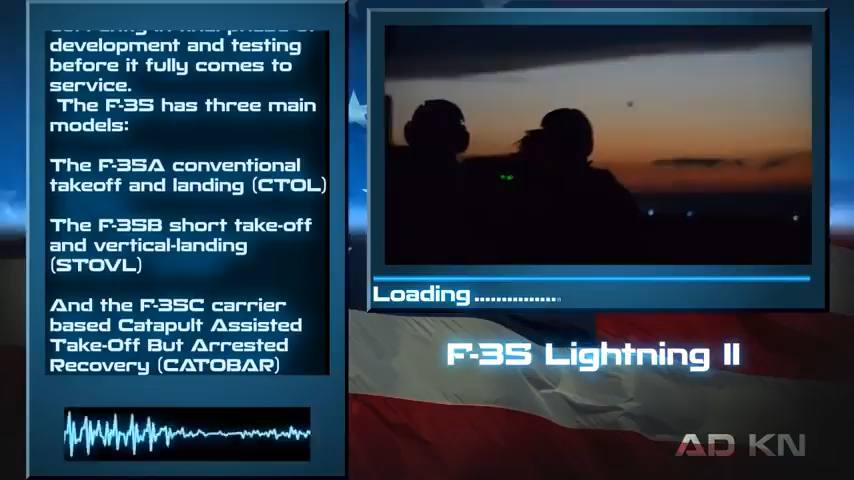 development and testing
before it fully comes to
service.
The F-35 has three main
models:
The F-35A conventional
takeoff and landing (CTOL)
The F-35B short take-off
and vertical-landing
(STOVL)
And the F-35C carrier
based Catapult Assisted
Take-Off But Arrested
Recovery (CATOBAR)
Loading...............
F-35 Lightning II
AD KN